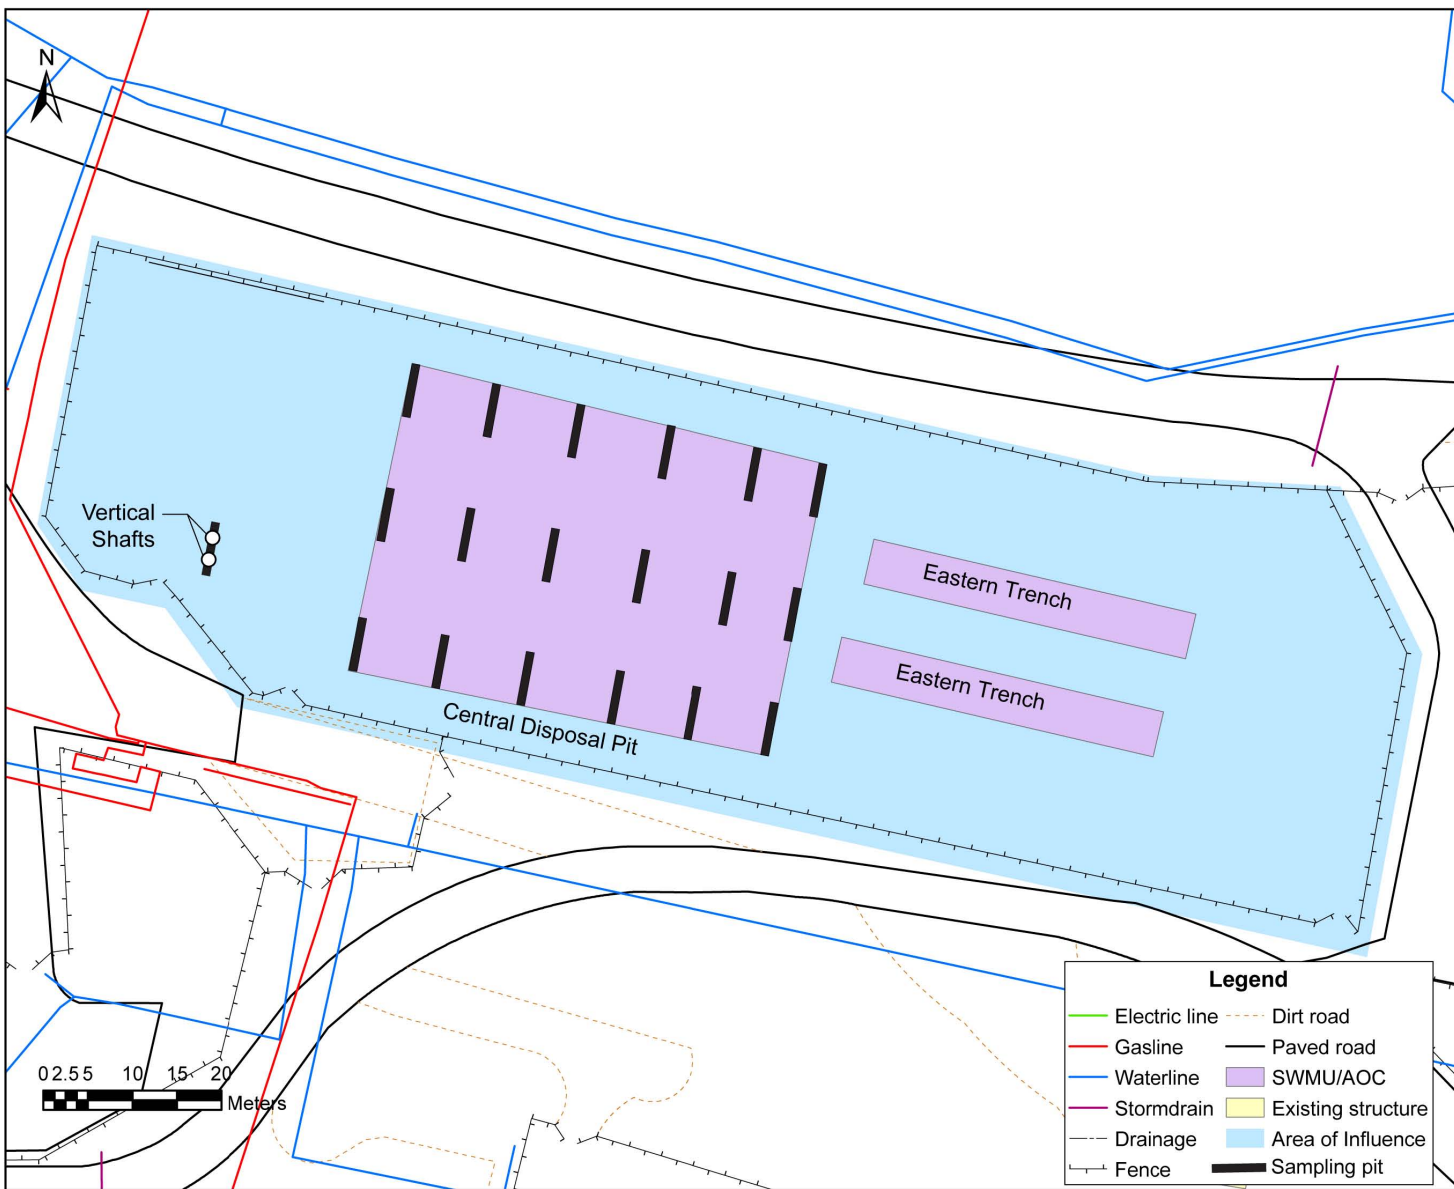 N
Vertical
Shafts
Eastern Trench
Eastern Trench
Central Disposal Pit
0 2.5 5 10 15 20
Meters
Legend
Electric line
Dirt road
Gasline
Paved road
Waterline
SWMU/AOC
Stormdrain
Existing structure
Drainage
Area of Influence
Fence
Sampling pit